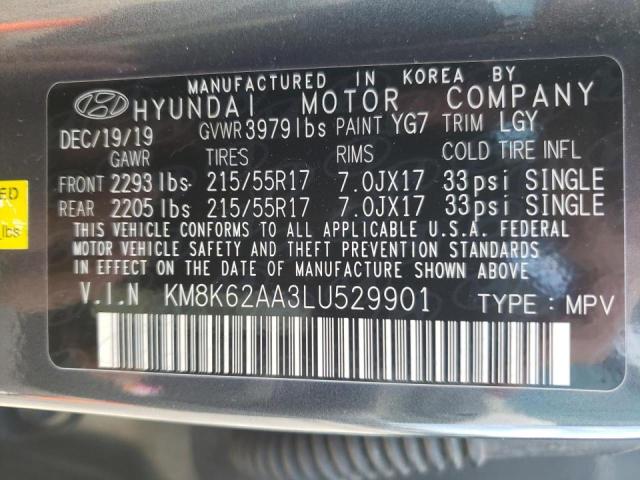 MANUFACTURED IN KOREA BY
HYUNDAI MOTOR COMPANY
DEC/19/19 GVWR 3979 lbs PAINT YG7 TRIM LGY
GAWR TIRES RIMS COLD TIRE INFL
FRONT 2293 lbs 215/55R17 7.0JX17 33 psi SINGLE
REAR 2205 lbs 215/55R17 7.0JX17 33 psi SINGLE
THIS VEHICLE CONFORMS TO ALL APPLICABLE U.S.A. FEDERAL
MOTOR VEHICLE SAFETY AND THEFT PREVENTION STANDARDS
IN EFFECT ON THE DATE OF MANUFACTURE SHOWN ABOVE
V.I.N KM8K62AA3LU529901 TYPE : MPV
lbs